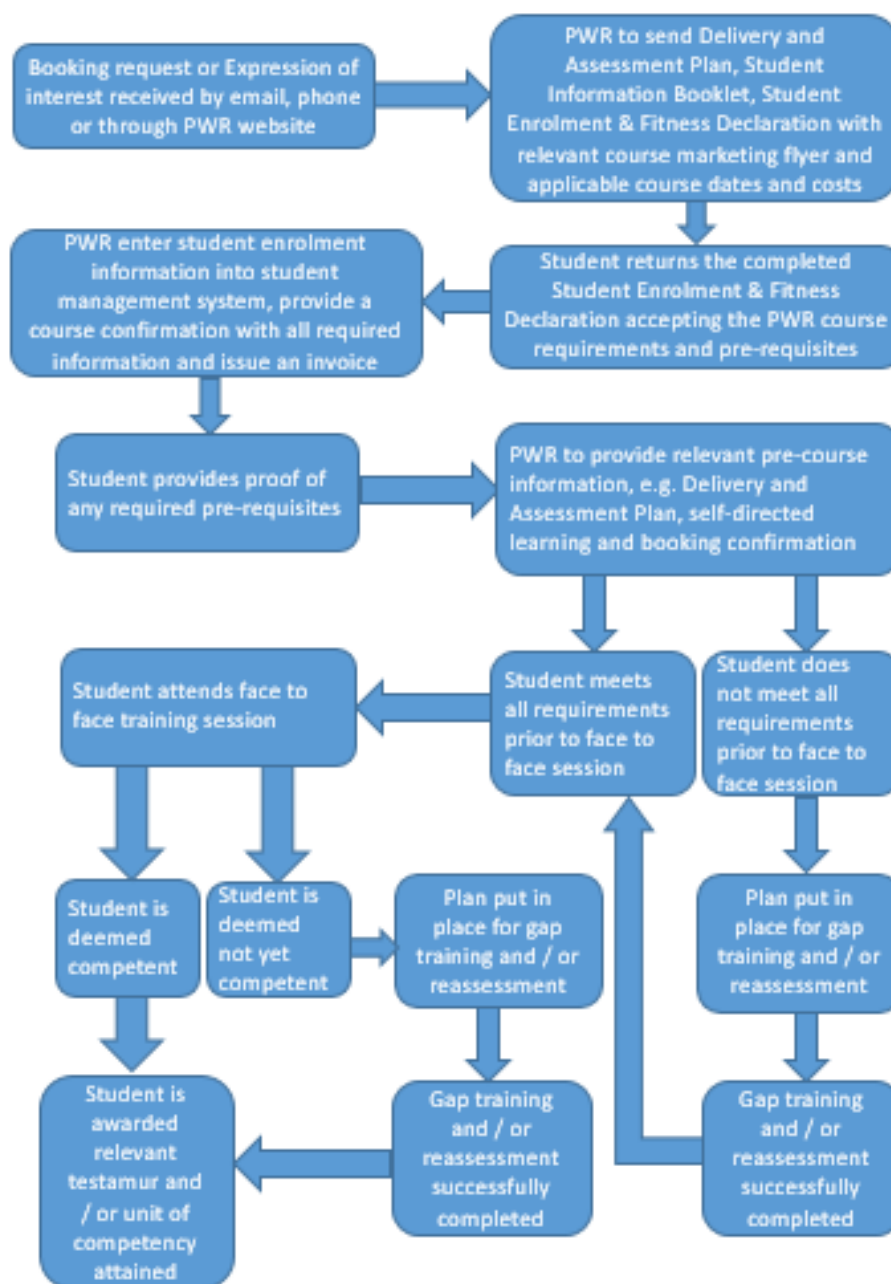 Booking request or Expression of
interest received by email, phone
or through PWR website
PWR to send Delivery and
Assessment Plan, Student
Information Booklet, Student
Enrolment & Fitness Declaration with
relevant course marketing flyer and
applicable course dates and costs
Student returns the completed
Student Enrolment & Fitness
Declaration accepting the PWR course
requirements and pre-requisites
PWR enter student enrolment
information into student
management system, provide a
course confirmation with all required
information and issue an invoice
Student provides proof of
any required pre-requisites
PWR to provide relevant pre-course
information, e.g. Delivery and
Assessment Plan, self-directed
learning and booking confirmation
Student meets
all requirements
prior to face to
face session
Student does
not meet all
requirements
prior to face to
face session
Student attends face to
face training session
Student is
deemed
competent
Student is
deemed
not yet
competent
Plan put in
place for gap
training and / or
reassessment
Plan put in
place for gap
training and / or
reassessment
Student is
awarded
relevant
testamur and
/ or unit of
competency
attained
Gap training
and / or
reassessment
successfully
completed
Gap training
and / or
reassessment
successfully
completed